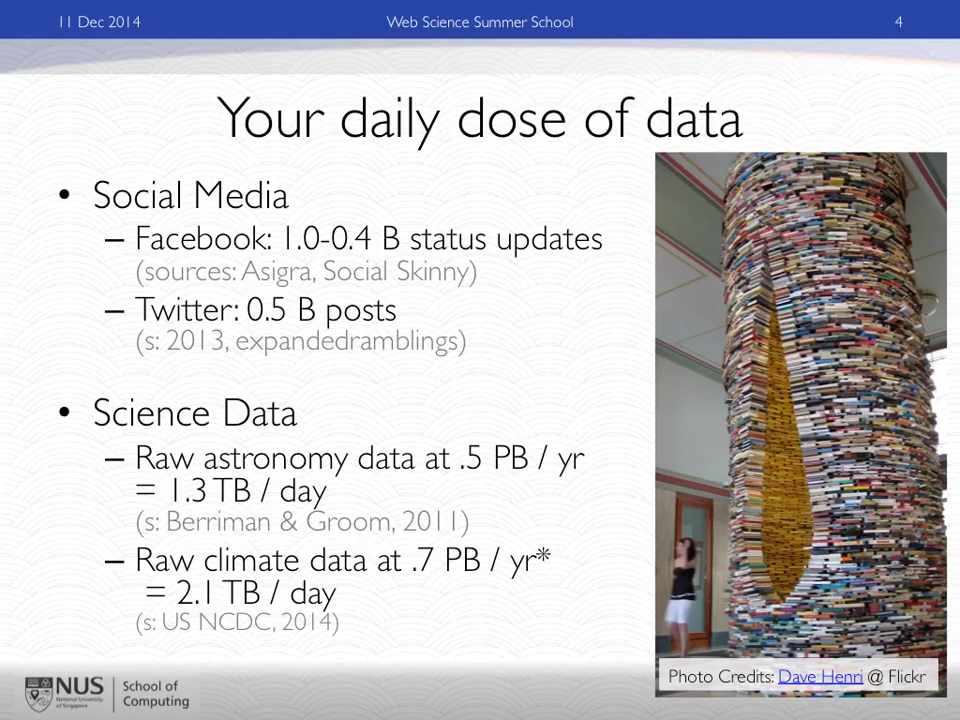 11 Dec 2014
Web Science Summer School
4
Your daily dose of data
• Social Media
– Facebook: 1.0-0.4 B status updates
(sources: Asigra, Social Skinny)
– Twitter: 0.5 B posts
(s: 2013, expandedramblings)
• Science Data
– Raw astronomy data at .5 PB / yr
= 1.3 TB / day
(s: Berriman & Groom, 2011)
– Raw climate data at .7 PB / yr*
= 2.1 TB / day
(s: US NCDC, 2014)
Photo Credits: Dave Henri @ Flickr
NUS
National University
of Singapore
School of
Computing